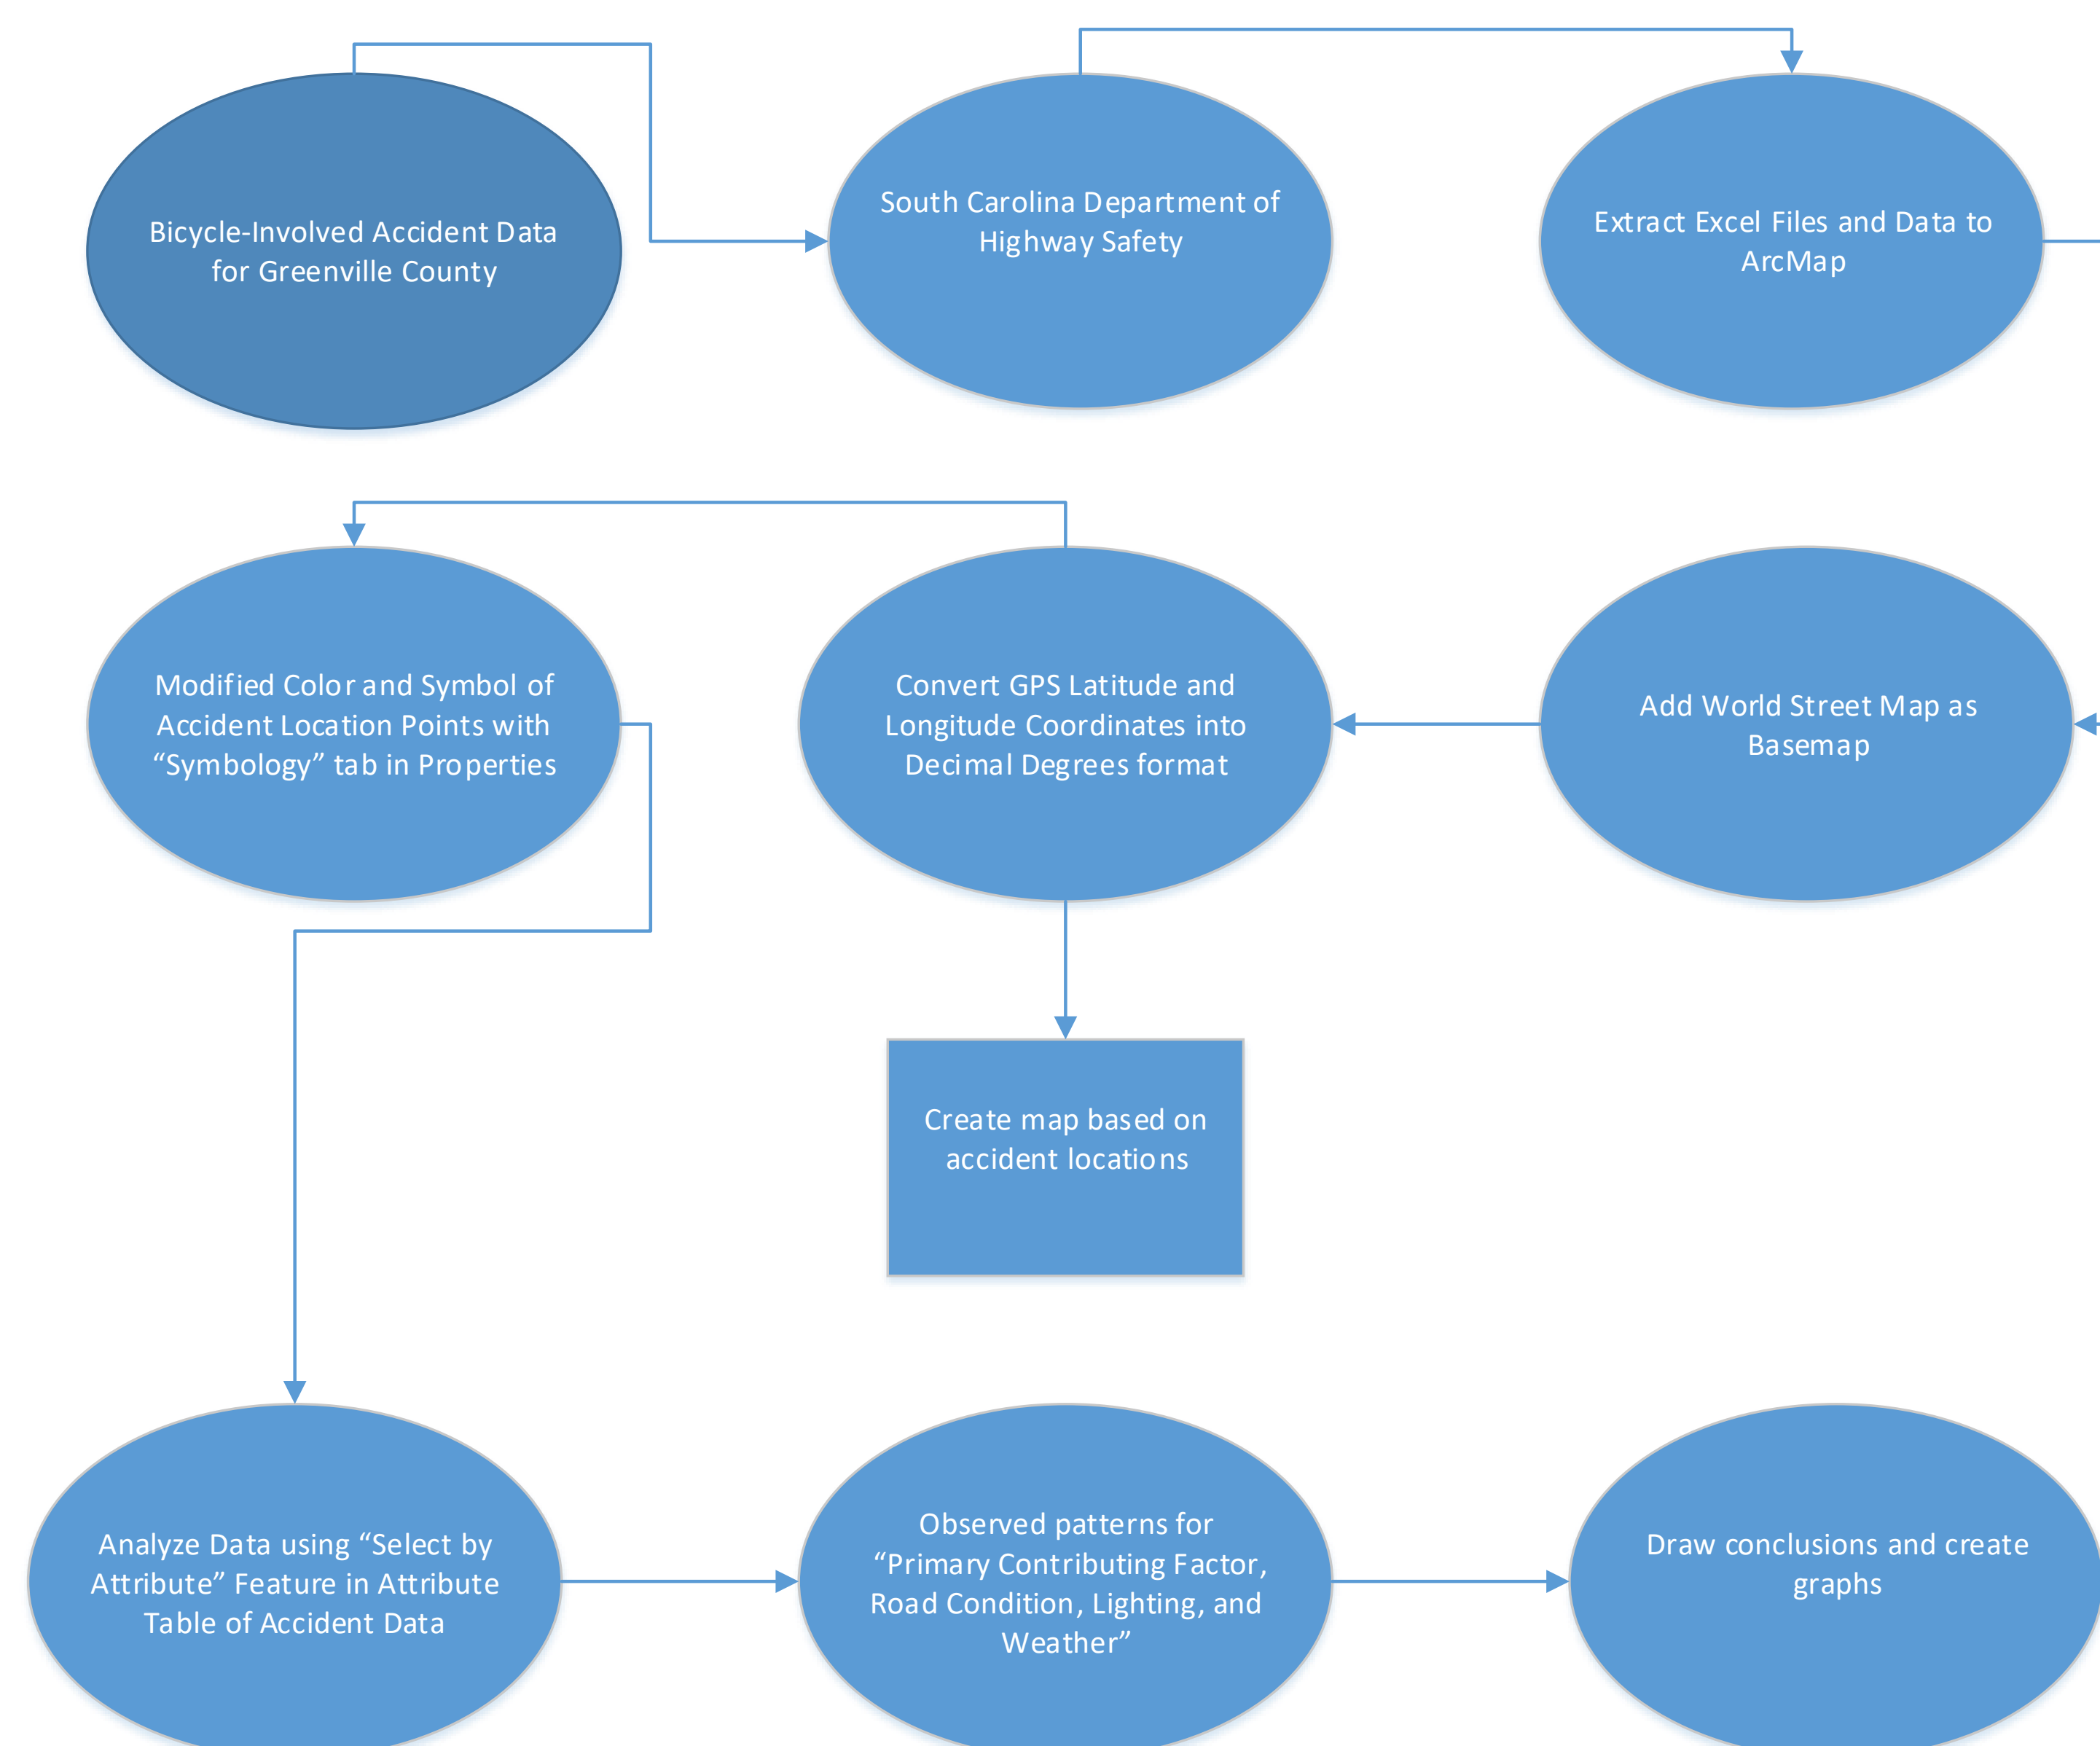 Bicycle-Involved Accident Data
for Greenville County
South Carolina Department of
Highway Safety
Extract Excel Files and Data to
ArcMap
Modified Color and Symbol of
Accident Location Points with
“Symbology” tab in Properties
Convert GPS Latitude and
Longitude Coordinates into
Decimal Degrees format
Add World Street Map as
Basemap
Create map based on
accident locations
Analyze Data using “Select by
Attribute” Feature in Attribute
Table of Accident Data
Observed patterns for
“Primary Contributing Factor,
Road Condition, Lighting, and
Weather”
Draw conclusions and create
graphs